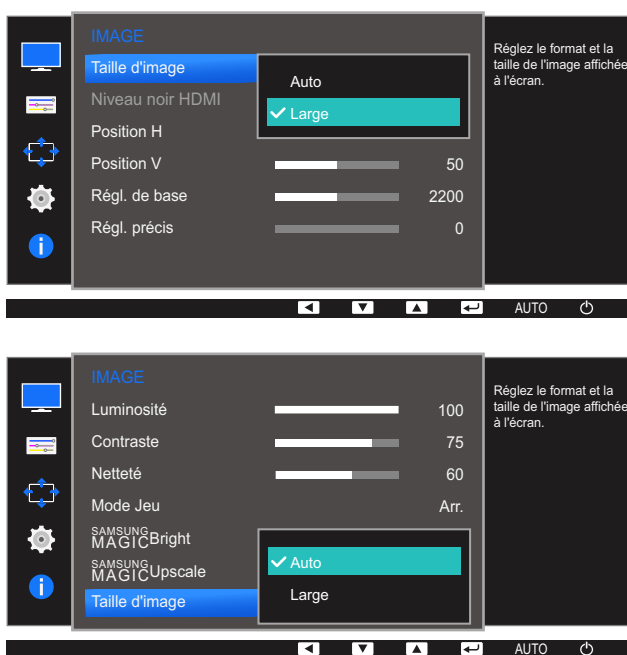 IMAGE
Taille d'image
Auto
Niveau noir HDMI
Large
Position H
Position V 50
Régl. de base 2200
Régl. précis 0
Réglez le format et la
taille de l'image affichée
à l'écran.
AUTO
IMAGE
Luminosité 100
Contraste 75
Netteté 60
Mode Jeu Arr.
SAMSUNG
MAGICBright
SAMSUNG
MAGICUpscale
Auto
Taille d'image
Large
Réglez le format et la
taille de l'image affichée
à l'écran.
AUTO